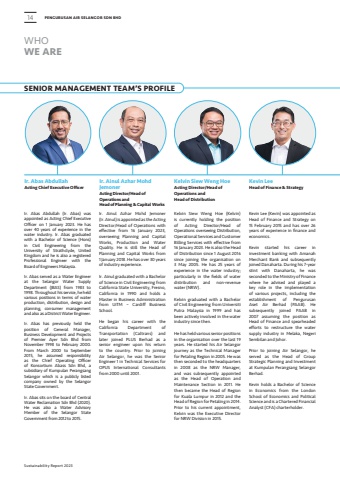 14
PENGURUSAN AIR SELANGOR SDN BHD
WHO
WE ARE
SENIOR MANAGEMENT TEAM'S PROFILE
Ir. Abas Abdullah
Acting Chief Executive Officer
Ir. Abas Abdullah (Ir. Abas) was
appointed as Acting Chief Executive
Officer on 1 January 2023. He has
over 40 years of experience in the
water industry. Ir. Abas graduated
with a Bachelor of Science (Hons)
in Civil Engineering from the
University of Strathclyde, United
Kingdom and he is also a registered
Professional Engineer with the
Board of Engineers Malaysia.
Ir. Abas served as a Water Engineer
at the Selangor Water Supply
Department (JBAS) from 1983 to
1998. Throughout his service, he held
various positions in terms of water
production, distribution, design and
planning, consumer management
and also as a District Water Engineer.
Ir. Abas has previously held the
position of General Manager,
Business Development and Projects
of Premier Ayer Sdn Bhd from
November 1998 to February 2000.
From March 2000 to September
2015, he assumed responsibility
as the Chief Operating Officer
of Konsortium Abass Sdn Bhd, a
subsidiary of Kumpulan Perangsang
Selangor which is a publicly listed
company owned by the Selangor
State Government.
Ir. Abas sits on the board of Central
Water Reclamation Sdn Bhd (2020).
He was also a Water Advisory
Member of the Selangor State
Government from 2013 to 2015.
Ir. Ainal Azhar Mohd
Jemoner
Acting Director/Head of
Operations and
Head of Planning & Capital Works
Ir. Ainal Azhar Mohd Jemoner
(Ir. Ainal) is appointed as the Acting
Director/Head of Operations with
effective from 16 January 2023,
overseeing Planning and Capital
Works, Production and Water
Quality. He is still the Head of
Planning and Capital Works from
1 January 2018. He has over 30 years
of industry experience.
Ir. Ainal graduated with a Bachelor
of Science in Civil Engineering from
California State University, Fresno,
California in 1990 and holds a
Master in Business Administration
from UiTM – Cardiff Business
School.
He began his career with the
California Department of
Transportation (Caltrans) and
later joined PLUS Berhad as a
senior engineer upon his return
to the country. Prior to joining
Air Selangor, he was the Senior
Engineer 1 in Technical Services for
OPUS International Consultants
from 2000 until 2007.
Kelvin Siew Weng Hoe
Acting Director/Head of
Operations and
Head of Distribution
Kelvin Siew Weng Hoe (Kelvin)
is currently holding the position
of Acting Director/Head of
Operations overseeing Distribution,
Operational Services and Customer
Billing Services with effective from
16 January 2023. He is also the Head
of Distribution since 1 August 2016
since joining the organisation on
9 May 2005. He has 25 years of
experience in the water industry;
particularly in the fields of water
distribution and non-revenue
water (NRW).
Kelvin graduated with a Bachelor
of Civil Engineering from Universiti
Putra Malaysia in 1999 and has
been actively involved in the water
industry since then.
He has held various senior positions
in the organisation over the last 19
years. He started his Air Selangor
journey as the Technical Manager
for Petaling Region in 2005. He was
then seconded to the headquarters
in 2008 as the NRW Manager,
and was subsequently appointed
as the Head of Operation and
Maintenance Section in 2011. He
then became the Head of Region
for Kuala Lumpur in 2012 and the
Head of Region for Petaling in 2014.
Prior to his current appointment,
Kelvin was the Executive Director
for NRW Division in 2015.
Kevin Lee
Head of Finance & Strategy
Kevin Lee (Kevin) was appointed as
Head of Finance and Strategy on
15 February 2013 and has over 26
years of experience in finance and
economics.
Kevin started his career in
investment banking with Amanah
Merchant Bank and subsequently
joined Danaharta. During his 7-year
stint with Danaharta, he was
seconded to the Ministry of Finance
where he advised and played a
key role in the implementation
of various projects, including the
establishment of Pengurusan
Aset Air Berhad (PAAB). He
subsequently joined PAAB in
2007 assuming the position as
Head of Finance and spearheaded
efforts to restructure the water
supply industry in Melaka, Negeri
Sembilan and Johor.
Prior to joining Air Selangor, he
served as the Head of Group
Strategic Planning and Investment
at Kumpulan Perangsang Selangor
Berhad.
Kevin holds a Bachelor of Science
in Economics from the London
School of Economics and Political
Science and is a Chartered Financial
Analyst (CFA) charterholder.
Sustainability Report 2023